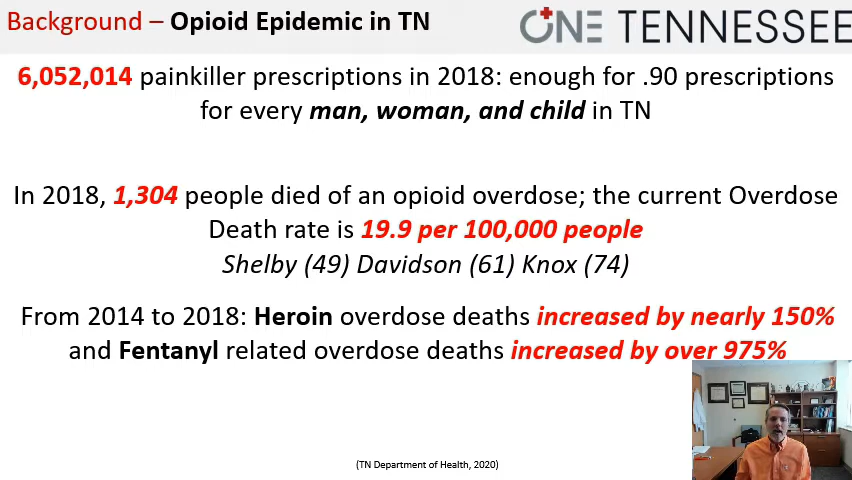 Background – Opioid Epidemic in TN
ONE TENNESSEE
6,052,014 painkiller prescriptions in 2018: enough for .90 prescriptions
for every man, woman, and child in TN
In 2018, 1,304 people died of an opioid overdose; the current Overdose
Death rate is 19.9 per 100,000 people
Shelby (49) Davidson (61) Knox (74)
From 2014 to 2018: Heroin overdose deaths increased by nearly 150%
and Fentanyl related overdose deaths increased by over 975%
(TN Department of Health, 2020)